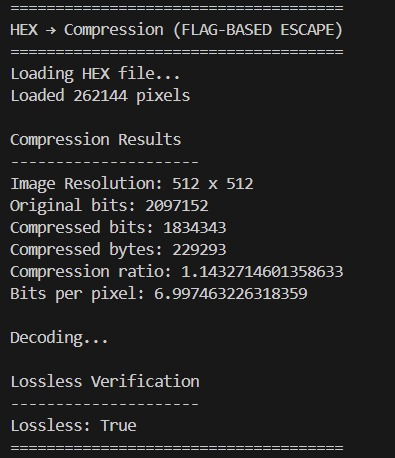 =====================================
HEX → Compression (FLAG-BASED ESCAPE)
=====================================
Loading HEX file...
Loaded 262144 pixels

Compression Results
---------------------
Image Resolution: 512 x 512
Original bits: 2097152
Compressed bits: 1834343
Compressed bytes: 229293
Compression ratio: 1.1432714601358633
Bits per pixel: 6.997463226318359

Decoding...

Lossless Verification
---------------------
Lossless: True
=====================================